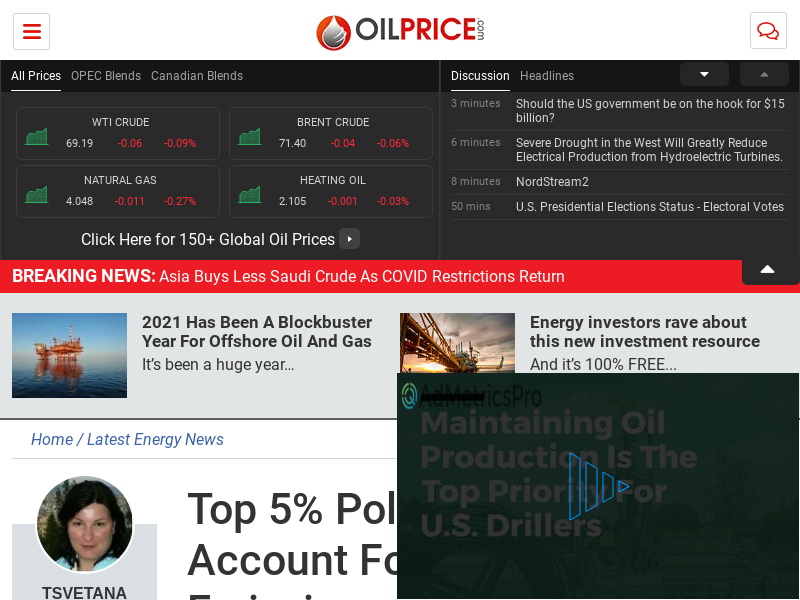 OILPRICE.com
All Prices OPEC Blends Canadian Blends
WTI CRUDE
69.19 -0.06 -0.09%
BRENT CRUDE
71.40 -0.04 -0.06%
NATURAL GAS
4.048 -0.011 -0.27%
HEATING OIL
2.105 -0.001 -0.03%
Click Here for 150+ Global Oil Prices
Discussion Headlines
3 minutes Should the US government be on the hook for $15
billion?
6 minutes Severe Drought in the West Will Greatly Reduce
Electrical Production from Hydroelectric Turbines.
8 minutes NordStream2
50 mins U.S. Presidential Elections Status - Electoral Votes
BREAKING NEWS: Asia Buys Less Saudi Crude As COVID Restrictions Return
2021 Has Been A Blockbuster
Year For Offshore Oil And Gas
It's been a huge year…
Energy investors rave about
this new investment resource
And it's 100% FREE...
Home / Latest Energy News
AdMetricsPro
Maintaining Oil
Production Is The
Top Priority For
U.S. Drillers
Top 5% Pol
Account Fo
TSVETANA